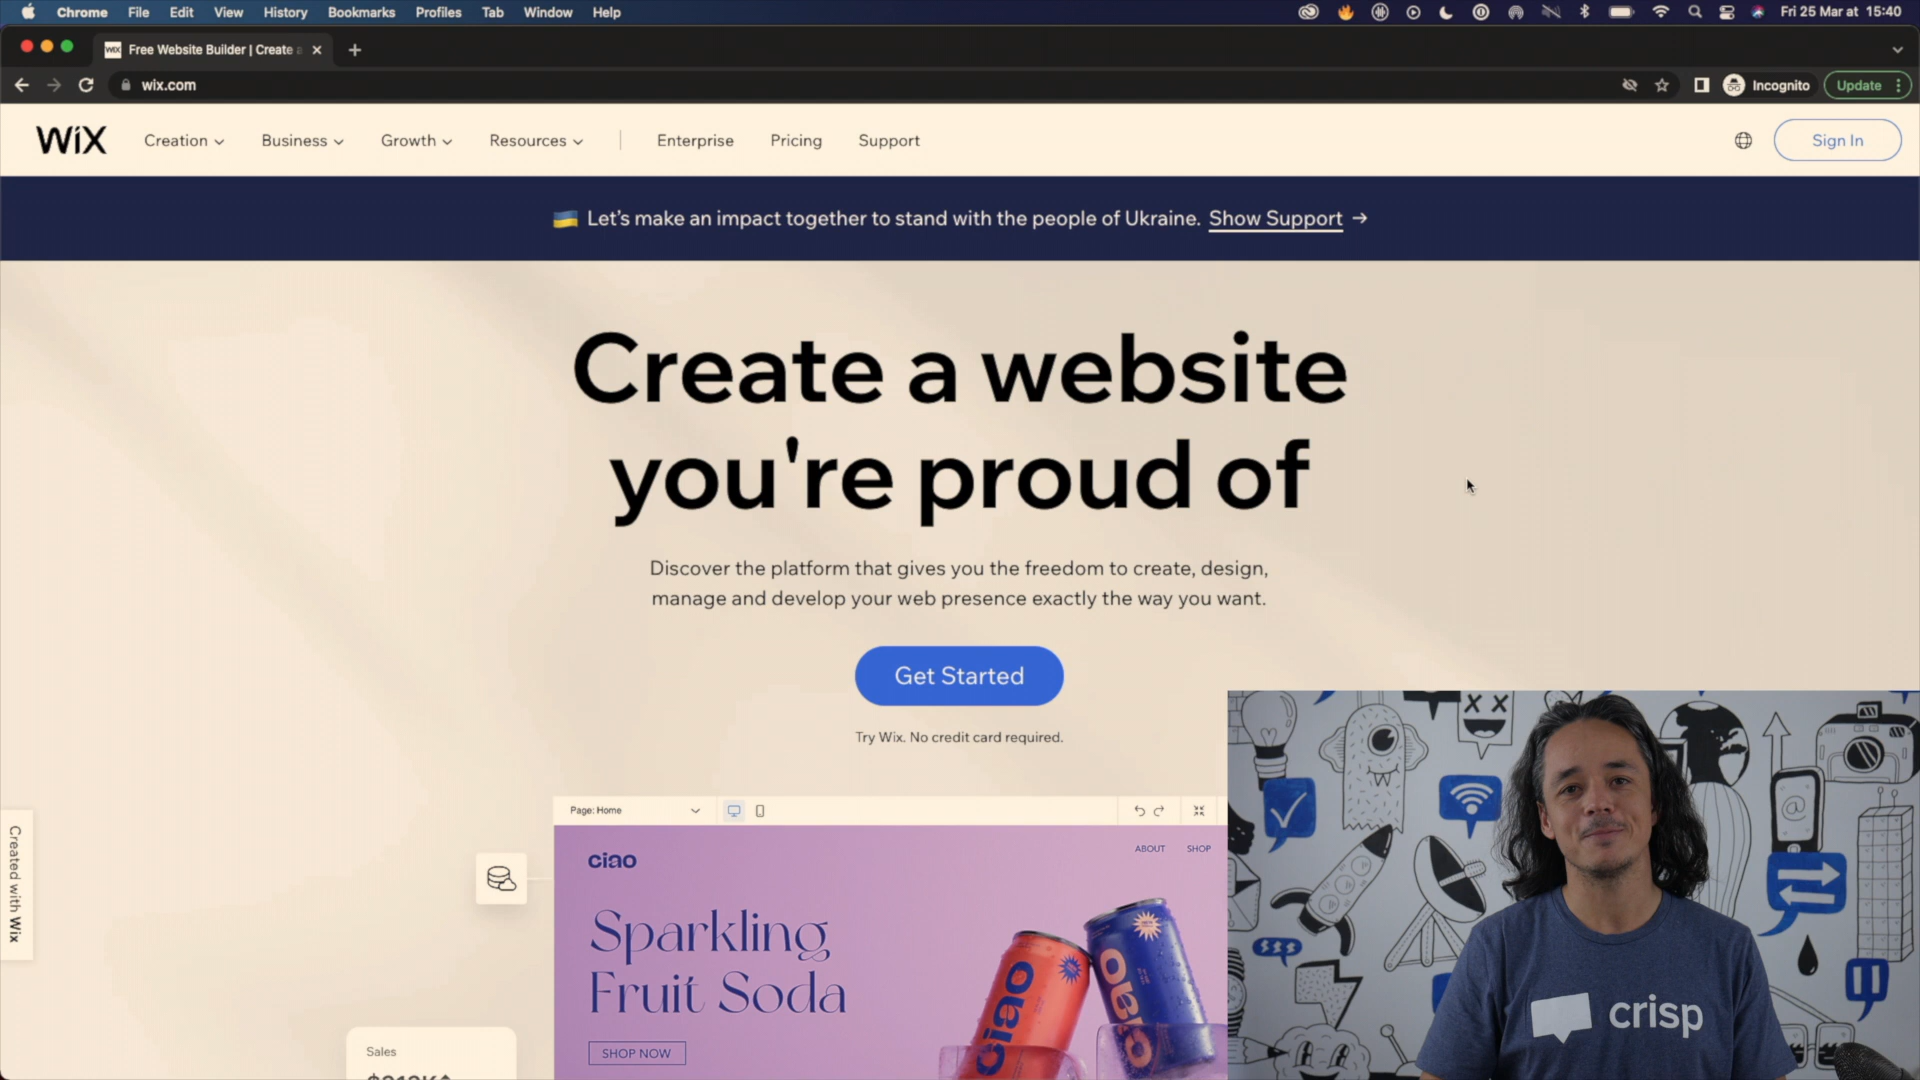 Chrome File Edit View History Bookmarks Profiles Tab Window Help
Fri 25 Mar at 15:40
WiX Free Website Builder | Create a
wix.com
Incognito
Update
WiX
Creation
Business
Growth
Resources
Enterprise
Pricing
Support
Sign In
Let's make an impact together to stand with the people of Ukraine. Show Support →
Create a website
you're proud of
Discover the platform that gives you the freedom to create, design,
manage and develop your web presence exactly the way you want.
Get Started
Try Wix. No credit card required.
Page: Home
ciao
ABOUT
SHOP
Sparkling
Fruit Soda
SHOP NOW
ciao
ciao
Created with Wix
Sales
$$$
@
crisp